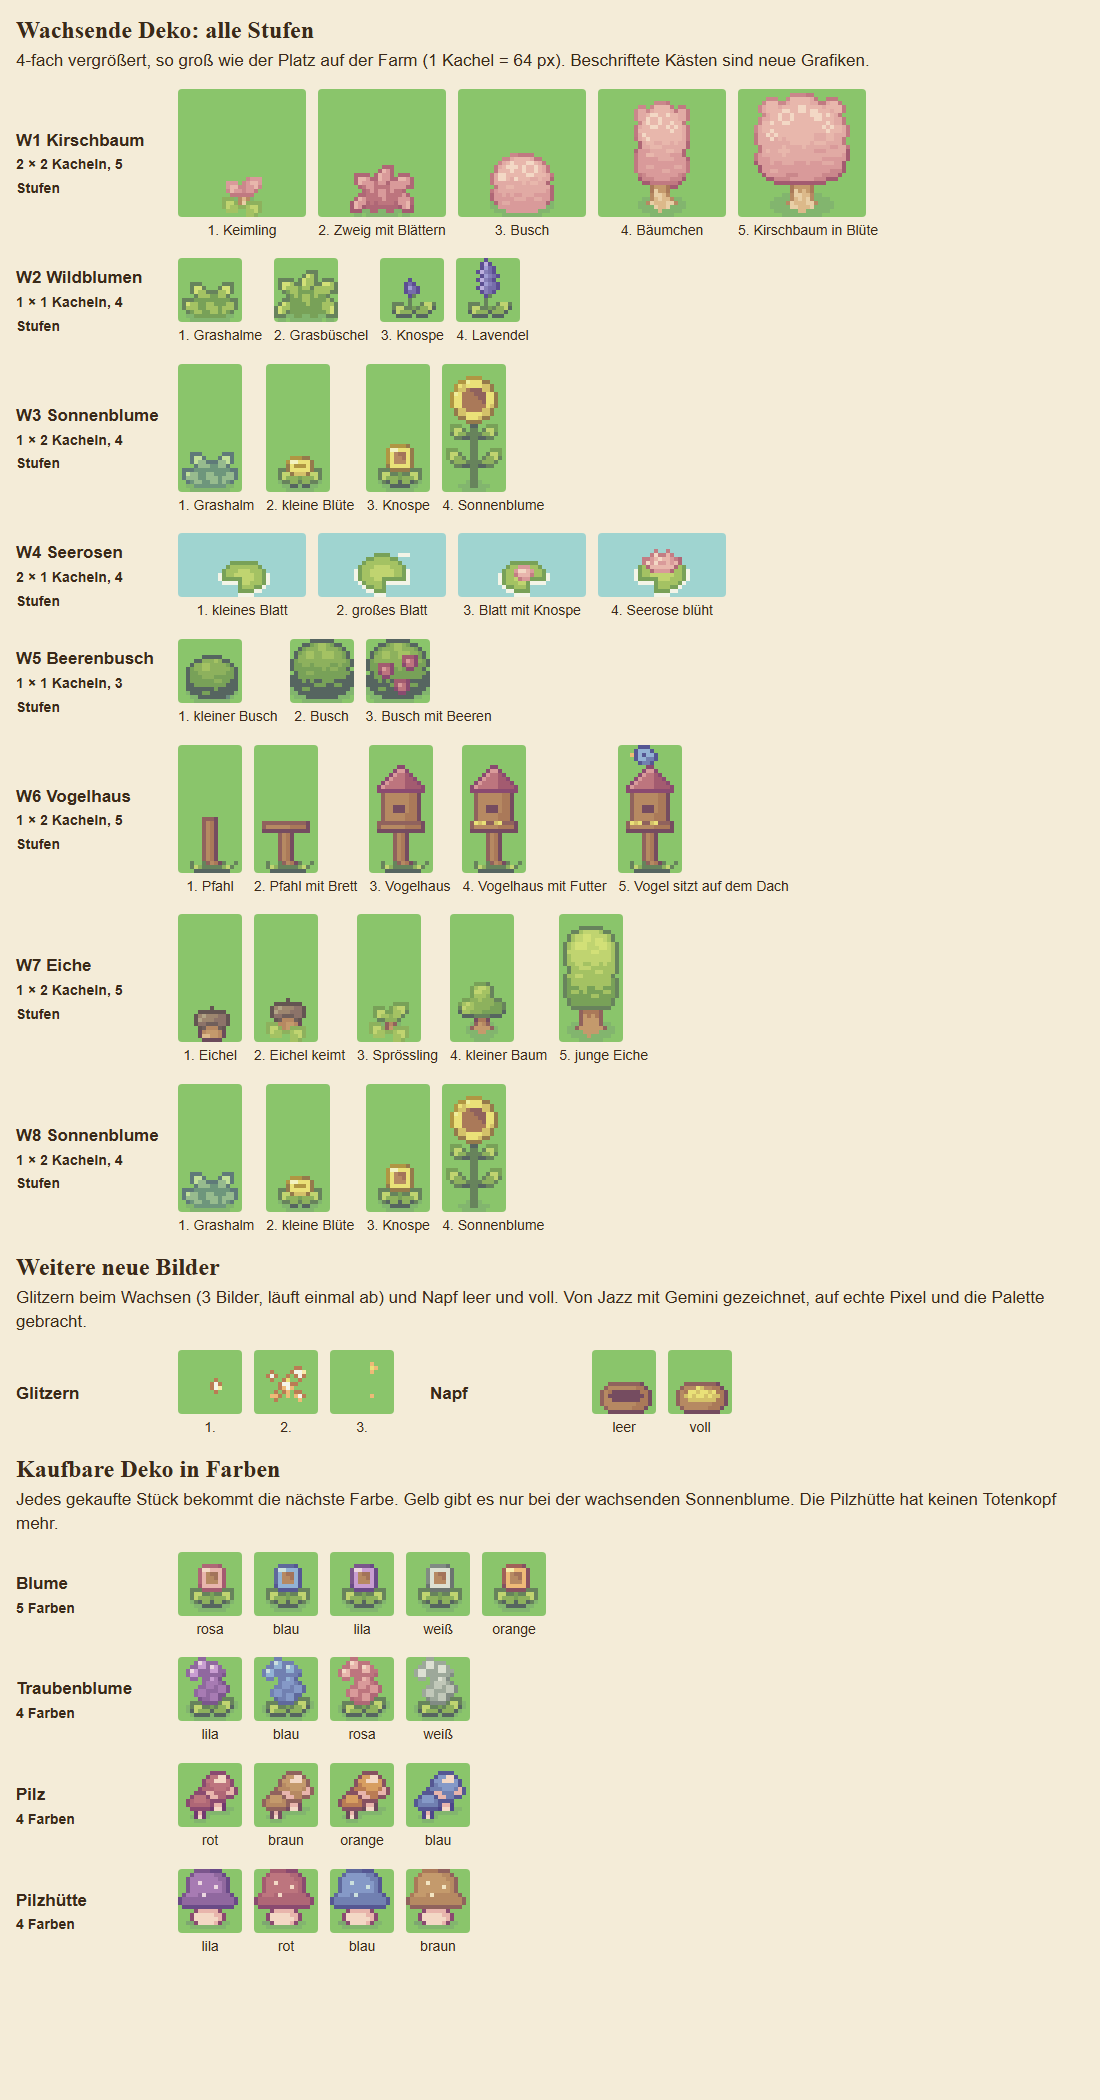 Wachsende Deko: alle Stufen
4-fach vergrößert, so groß wie der Platz auf der Farm (1 Kachel = 64 px). Beschriftete Kästen sind neue Grafiken.
W1 Kirschbaum
2 × 2 Kacheln, 5
Stufen
1. Keimling
2. Zweig mit Blättern
3. Busch
4. Bäumchen
5. Kirschbaum in Blüte
W2 Wildblumen
1 × 1 Kacheln, 4
Stufen
1. Grashalme
2. Grasbüschel
3. Knospe
4. Lavendel
W3 Sonnenblume
1 × 2 Kacheln, 4
Stufen
1. Grashalm
2. kleine Blüte
3. Knospe
4. Sonnenblume
W4 Seerosen
2 × 1 Kacheln, 4
Stufen
1. kleines Blatt
2. großes Blatt
3. Blatt mit Knospe
4. Seerose blüht
W5 Beerenbusch
1 × 1 Kacheln, 3
Stufen
1. kleiner Busch
2. Busch
3. Busch mit Beeren
W6 Vogelhaus
1 × 2 Kacheln, 5
Stufen
1. Pfahl
2. Pfahl mit Brett
3. Vogelhaus
4. Vogelhaus mit Futter
5. Vogel sitzt auf dem Dach
W7 Eiche
1 × 2 Kacheln, 5
Stufen
1. Eichel
2. Eichel keimt
3. Sprössling
4. kleiner Baum
5. junge Eiche
W8 Sonnenblume
1 × 2 Kacheln, 4
Stufen
1. Grashalm
2. kleine Blüte
3. Knospe
4. Sonnenblume
Weitere neue Bilder
Glitzern beim Wachsen (3 Bilder, läuft einmal ab) und Napf leer und voll. Von Jazz mit Gemini gezeichnet, auf echte Pixel und die Palette
gebracht.
Glitzern
1.
2.
3.
Napf
leer
voll
Kaufbare Deko in Farben
Jedes gekaufte Stück bekommt die nächste Farbe. Gelb gibt es nur bei der wachsenden Sonnenblume. Die Pilzhütte hat keinen Totenkopf
mehr.
Blume
5 Farben
rosa
blau
lila
weiß
orange
Traubenblume
4 Farben
lila
blau
rosa
weiß
Pilz
4 Farben
rot
braun
orange
blau
Pilzhütte
4 Farben
lila
rot
blau
braun